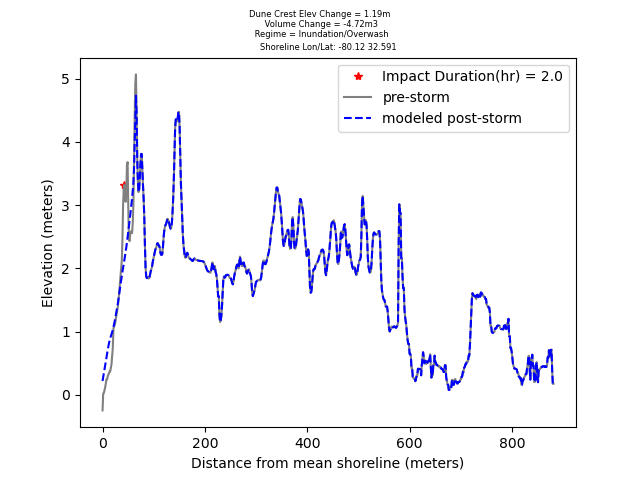 Dune Crest Elev Change = 1.19m
Volume Change = -4.72m3
Regime = Inundation/Overwash
Shoreline Lon/Lat: -80.12 32.591
Impact Duration(hr) = 2.0
pre-storm
modeled post-storm
Elevation (meters)
5
4
3
2
1
0
0 200 400 600 800
Distance from mean shoreline (meters)